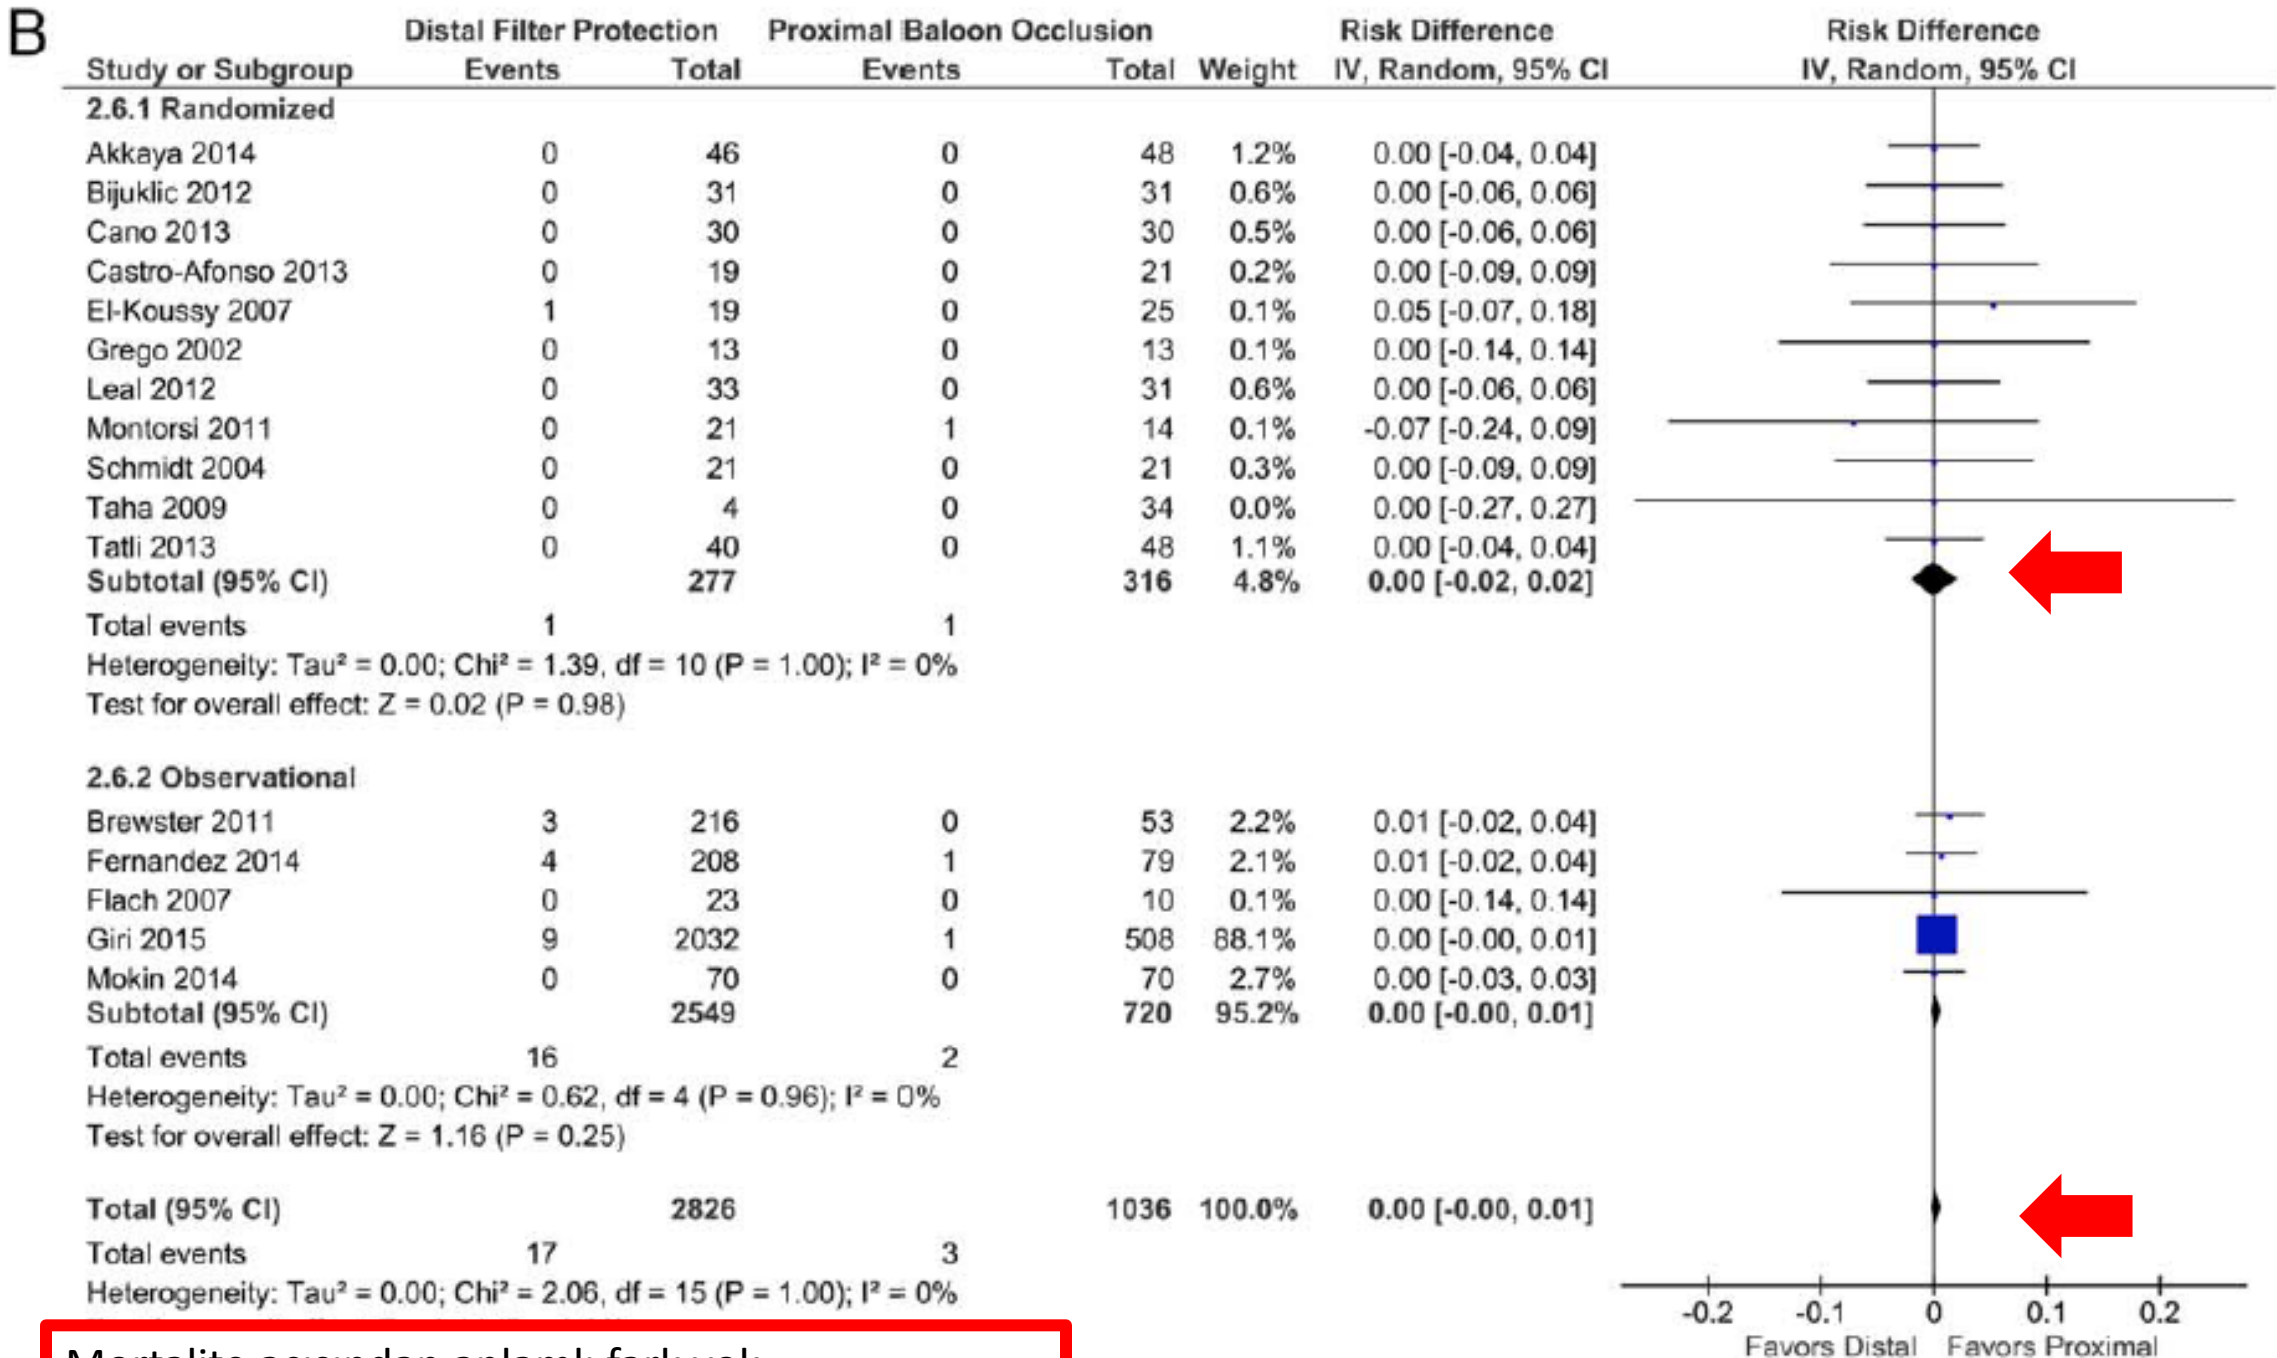 B
Distal Filter Protection Proximal Baloon Occlusion Risk Difference Risk Difference
Study or Subgroup Events Total Events Total Weight IV, Random, 95% CI IV, Random, 95% CI
2.6.1 Randomized
Akkaya 2014 0 46 0 48 1.2% 0.00 [-0.04, 0.04]
Bijuklic 2012 0 31 0 31 0.6% 0.00 [-0.06, 0.06]
Cano 2013 0 30 0 30 0.5% 0.00 [-0.06, 0.06]
Castro-Afonso 2013 0 19 0 21 0.2% 0.00 [-0.09, 0.09]
El-Koussy 2007 1 19 0 25 0.1% 0.05 [-0.07, 0.18]
Grego 2002 0 13 0 13 0.1% 0.00 [-0.14, 0.14]
Leal 2012 0 33 0 31 0.6% 0.00 [-0.06, 0.06]
Montorsi 2011 0 21 1 14 0.1% -0.07 [-0.24, 0.09]
Schmidt 2004 0 21 0 21 0.3% 0.00 [-0.09, 0.09]
Taha 2009 0 4 0 34 0.0% 0.00 [-0.27, 0.27]
Tatli 2013 0 40 0 48 1.1% 0.00 [-0.04, 0.04]
Subtotal (95% CI) 277 316 4.8% 0.00 [-0.02, 0.02]
Total events 1 1
Heterogeneity: Tau² = 0.00; Chi² = 1.39, df = 10 (P = 1.00); I² = 0%
Test for overall effect: Z = 0.02 (P = 0.98)
2.6.2 Observational
Brewster 2011 3 216 0 53 2.2% 0.01 [-0.02, 0.04]
Fernandez 2014 4 208 1 79 2.1% 0.01 [-0.02, 0.04]
Flach 2007 0 23 0 10 0.1% 0.00 [-0.14, 0.14]
Giri 2015 9 2032 1 508 88.1% 0.00 [-0.00, 0.01]
Mokin 2014 0 70 0 70 2.7% 0.00 [-0.03, 0.03]
Subtotal (95% CI) 2549 720 95.2% 0.00 [-0.00, 0.01]
Total events 16 2
Heterogeneity: Tau² = 0.00; Chi² = 0.62, df = 4 (P = 0.96); I² = 0%
Test for overall effect: Z = 1.16 (P = 0.25)
Total (95% CI) 2826 1036 100.0% 0.00 [-0.00, 0.01]
Total events 17 3
Heterogeneity: Tau² = 0.00; Chi² = 2.06, df = 15 (P = 1.00); I² = 0%
-0.2 -0.1 0 0.1 0.2
Favors Distal Favors Proximal